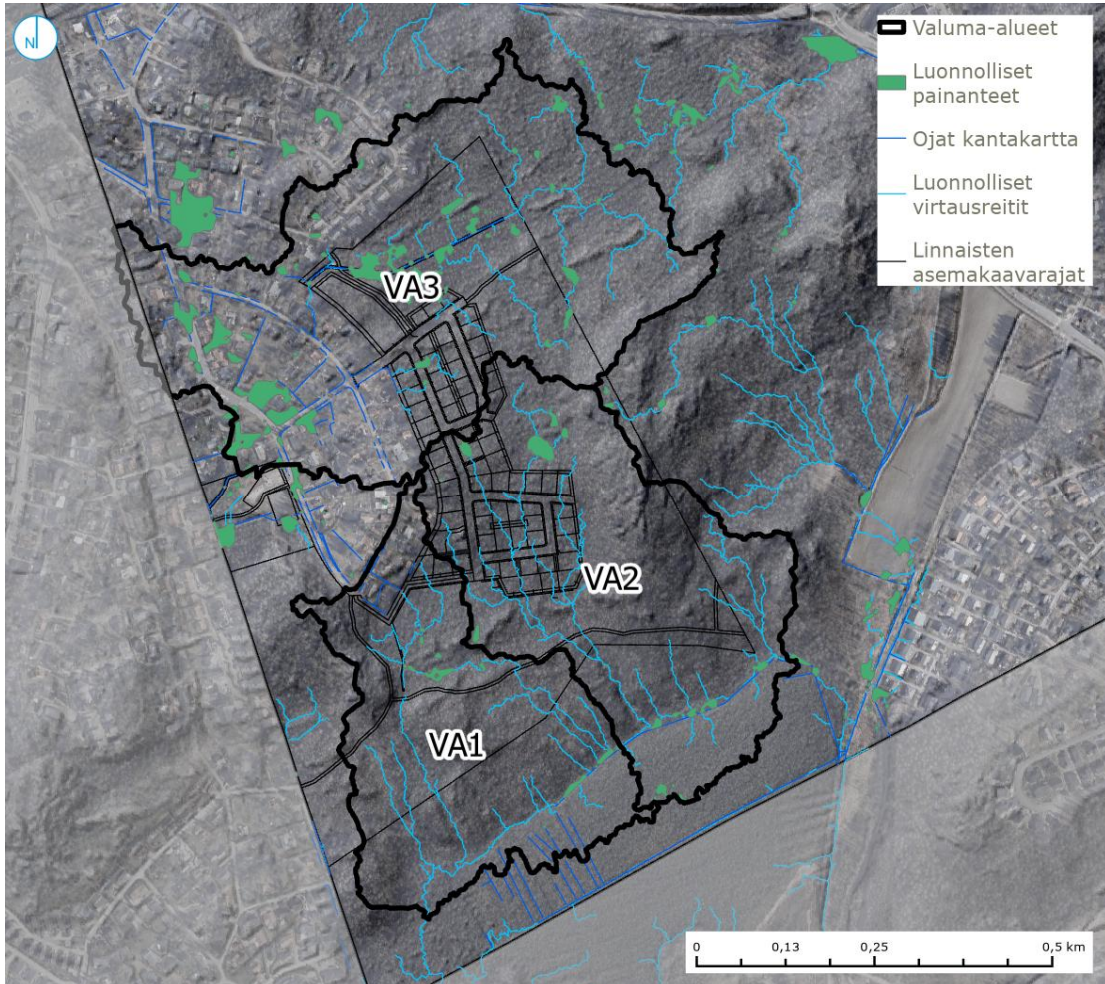 N
Valuma-alueet
Luonnolliset
painanteet
Ojat kantakartta
Luonnolliset
virtausreitit
Linnaisten
asemakaavarajat
VA3
VA2
VA1
0 0,13 0,25 0,5 km